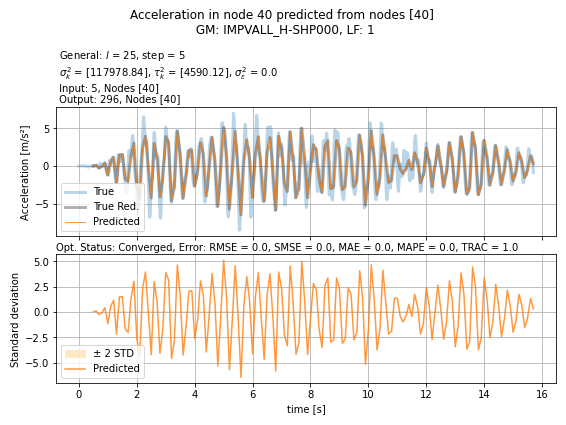 Acceleration in node 40 predicted from nodes [40]
GM: IMPVALL_H-SHP000, LF: 1
General: l = 25, step = 5
σ²ₖ = [117978.84], τ²ₖ = [4590.12], σ²ε = 0.0
Input: 5, Nodes [40]
Output: 296, Nodes [40]
Acceleration [m/s²]
5
0
−5
True
True Red.
Predicted
Opt. Status: Converged, Error: RMSE = 0.0, SMSE = 0.0, MAE = 0.0, MAPE = 0.0, TRAC = 1.0
Standard deviation
5.0
2.5
0.0
−2.5
−5.0
± 2 STD
Predicted
0 2 4 6 8 10 12 14 16
time [s]